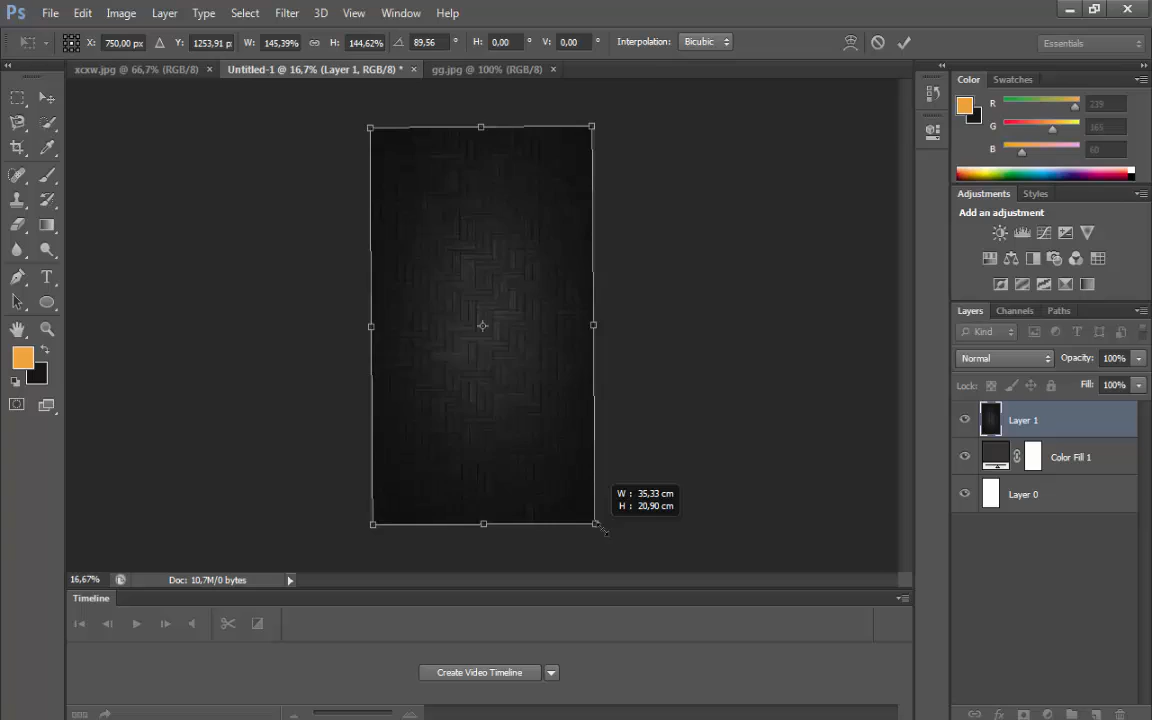 Ps File Edit Image Layer Type Select Filter 3D View Window Help
X: 750,00 px Y: 1253,91 p W: 145,39% H: 144,62% 89,56 ° H: 0,00 ° V: 0,00 ° Interpolation: Bicubic Essentials
xcxw.jpg @ 66,7% (RGB/8) × Untitled-1 @ 16,7% (Layer 1, RGB/8) * × gg.jpg @ 100% (RGB/8) ×
Color Swatches
R 239
G 165
B 60
Adjustments Styles
Add an adjustment
Layers Channels Paths
Kind
Normal Opacity: 100%
Lock: Fill: 100%
Layer 1
Color Fill 1
Layer 0
W : 35,33 cm
H : 20,90 cm
16,67% Doc: 10,7M/0 bytes
Timeline
Create Video Timeline
fx